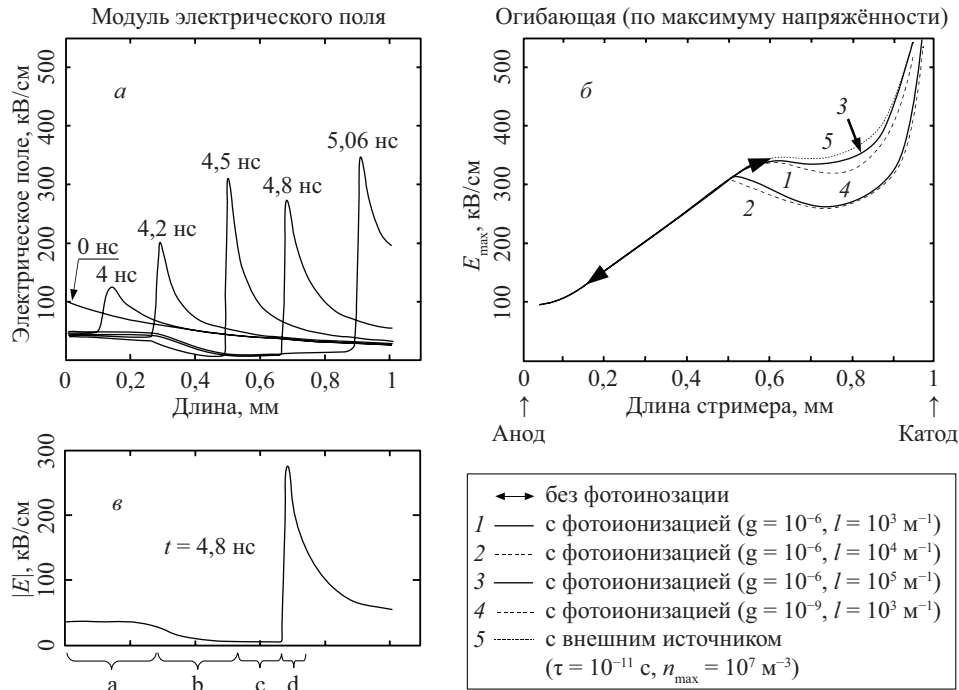 Модуль электрического поля
Электрическое поле, кВ/см
500
400
300
200
100
а
0 нс
4 нс
4,2 нс
4,5 нс
4,8 нс
5,06 нс
0 0,2 0,4 0,6 0,8 1
Длина, мм
Огибающая (по максимуму напряжённости)
E max, кВ/см
500
400
300
200
100
б
1
2
3
4
5
0 0,2 0,4 0,6 0,8 1
↑ Длина стримера, мм ↑
Анод Катод
|E|, кВ/см
300
200
100
0
в
t = 4,8 нс
a b c d
без фотоинозации
1 с фотоионизацией (g = 10⁻⁶, l = 10³ м⁻¹)
2 с фотоионизацией (g = 10⁻⁶, l = 10⁴ м⁻¹)
3 с фотоионизацией (g = 10⁻⁶, l = 10⁵ м⁻¹)
4 с фотоионизацией (g = 10⁻⁹, l = 10³ м⁻¹)
5 с внешним источником
(τ = 10⁻¹¹ с, n max = 10⁷ м⁻³)